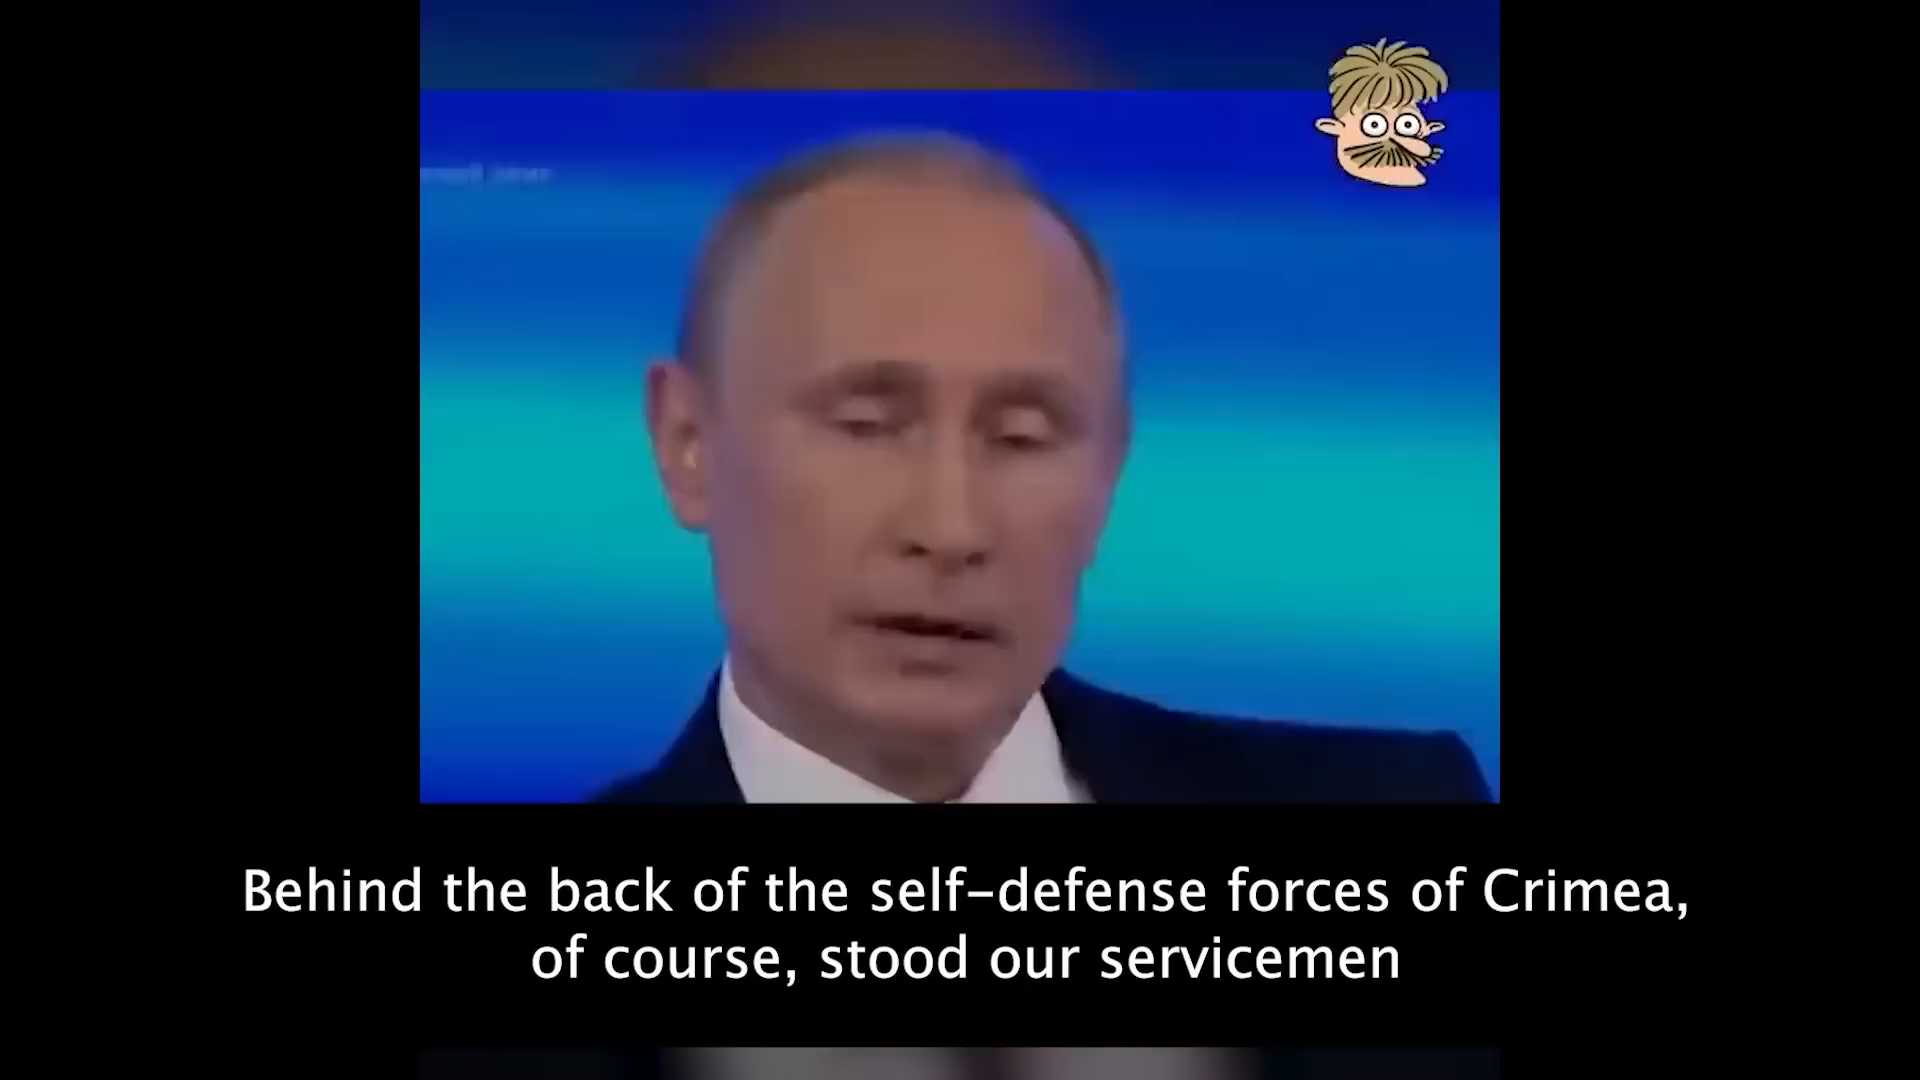 Behind the back of the self-defense forces of Crimea,
of course, stood our servicemen